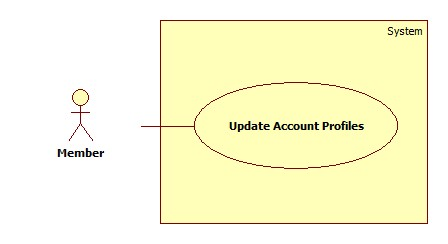 System
Update Account Profiles
Member